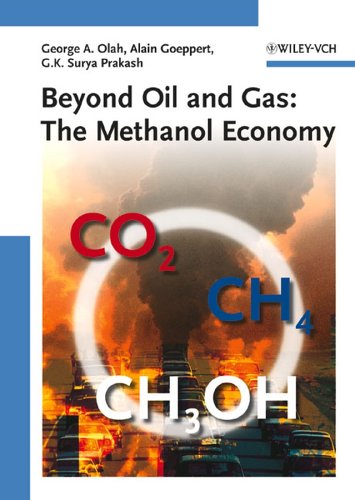 George A. Olah, Alain Goeppert,
G.K. Surya Prakash
WILEY-VCH
Beyond Oil and Gas:
The Methanol Economy
CO2
CH4
CH3OH